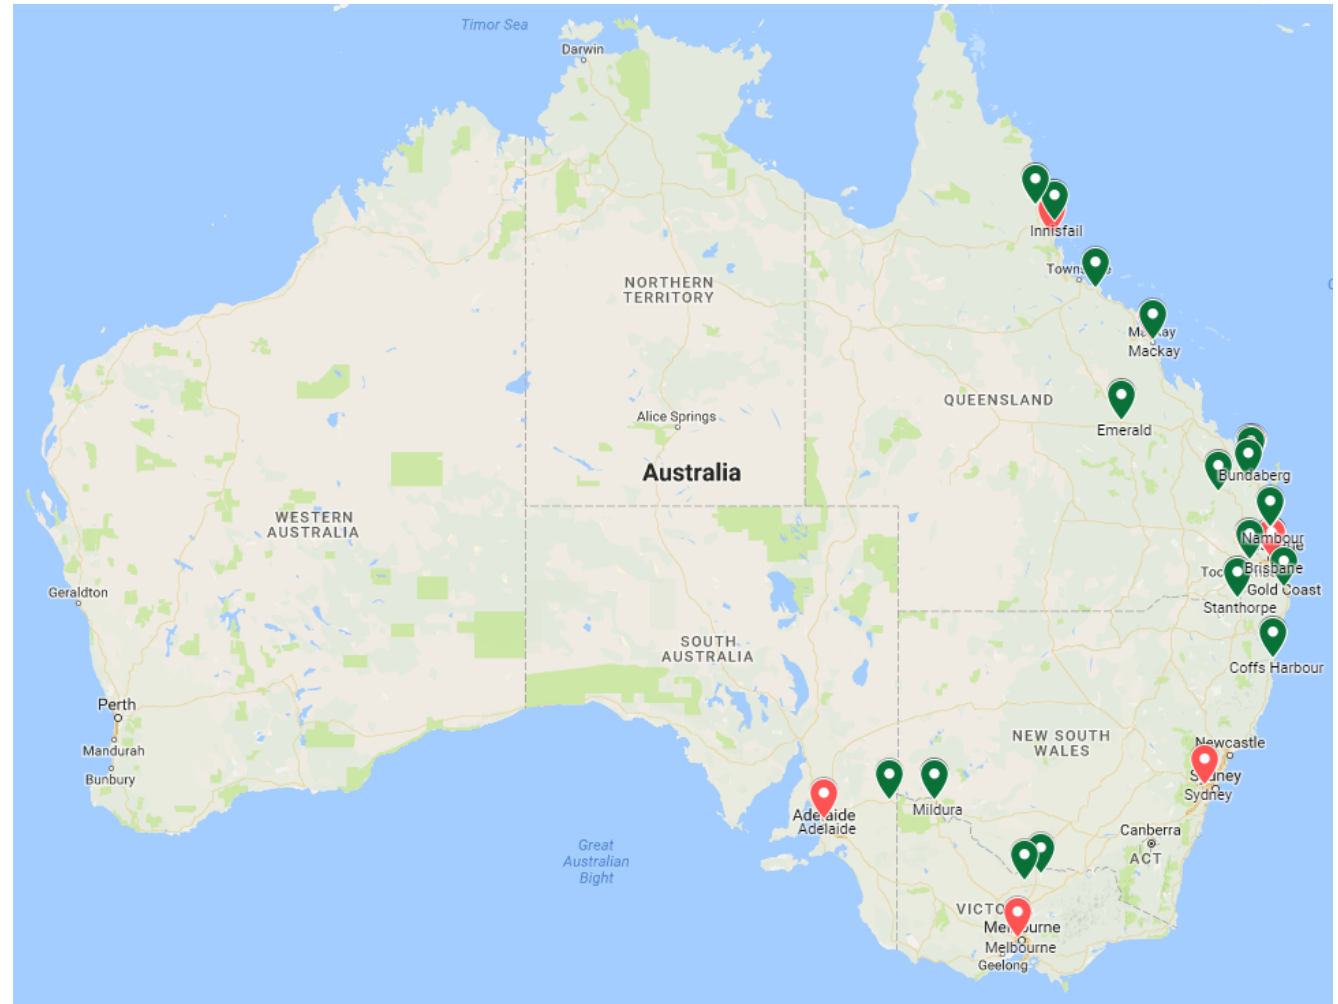 Timor Sea
Darwin
Innisfail
NORTHERN
TERRITORY
Mackay
QUEENSLAND
Alice Springs
Emerald
Australia
Bundaberg
WESTERN
AUSTRALIA
Nambour
Brisbane
Geraldton
Gold Coast
Stanthorpe
SOUTH
AUSTRALIA
Coffs Harbour
Perth
NEW SOUTH
WALES
Newcastle
Mandurah
Bunbury
Sydney
Mildura
Adelaide
Canberra
ACT
Great
Australian
Bight
Melbourne
Geelong